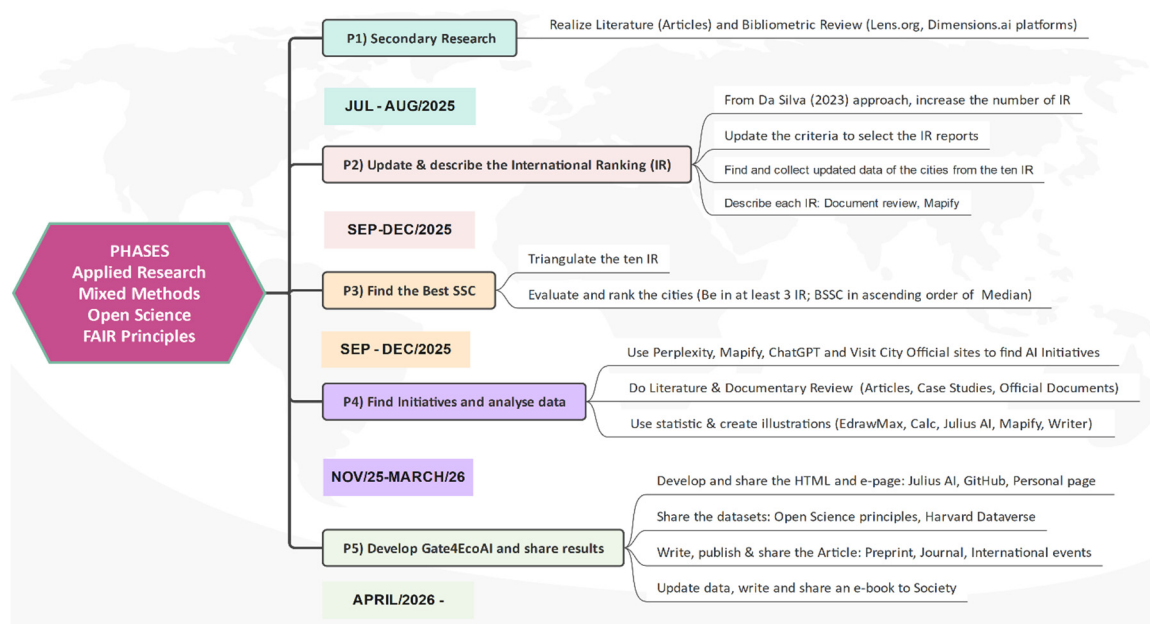 PHASES
Applied Research
Mixed Methods
Open Science
FAIR Principles
P1) Secondary Research
Realize Literature (Articles) and Bibliometric Review (Lens.org, Dimensions.ai platforms)
JUL - AUG/2025
P2) Update & describe the International Ranking (IR)
From Da Silva (2023) approach, increase the number of IR
Update the criteria to select the IR reports
Find and collect updated data of the cities from the ten IR
Describe each IR: Document review, Mapify
SEP-DEC/2025
P3) Find the Best SSC
Triangulate the ten IR
Evaluate and rank the cities (Be in at least 3 IR; BSSC in ascending order of Median)
SEP - DEC/2025
P4) Find Initiatives and analyse data
Use Perplexity, Mapify, ChatGPT and Visit City Official sites to find AI Initiatives
Do Literature & Documentary Review (Articles, Case Studies, Official Documents)
Use statistic & create illustrations (EdrawMax, Calc, Julius AI, Mapify, Writer)
NOV/25-MARCH/26
P5) Develop Gate4EcoAI and share results
Develop and share the HTML and e-page: Julius AI, GitHub, Personal page
Share the datasets: Open Science principles, Harvard Dataverse
Write, publish & share the Article: Preprint, Journal, International events
Update data, write and share an e-book to Society
APRIL/2026 -